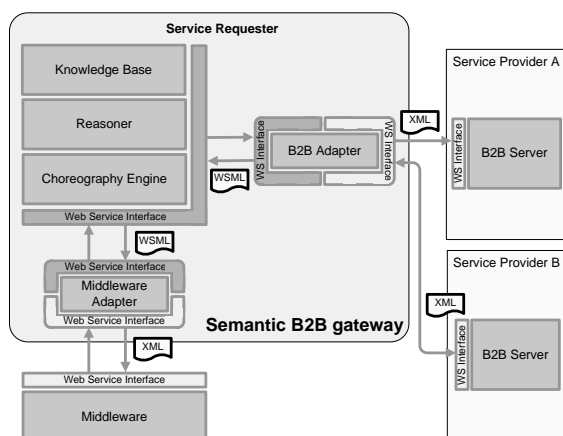 Service Requester
Knowledge Base
Reasoner
Choreography Engine
Web Service Interface
WSML
Web Service Interface
Middleware
Adapter
Web Service Interface
XML
Web Service Interface
Middleware
WSML
WS Interface
B2B Adapter
WS Interface
Semantic B2B gateway
XML
Service Provider A
WS Interface
B2B Server
Service Provider B
XML
WS Interface
B2B Server